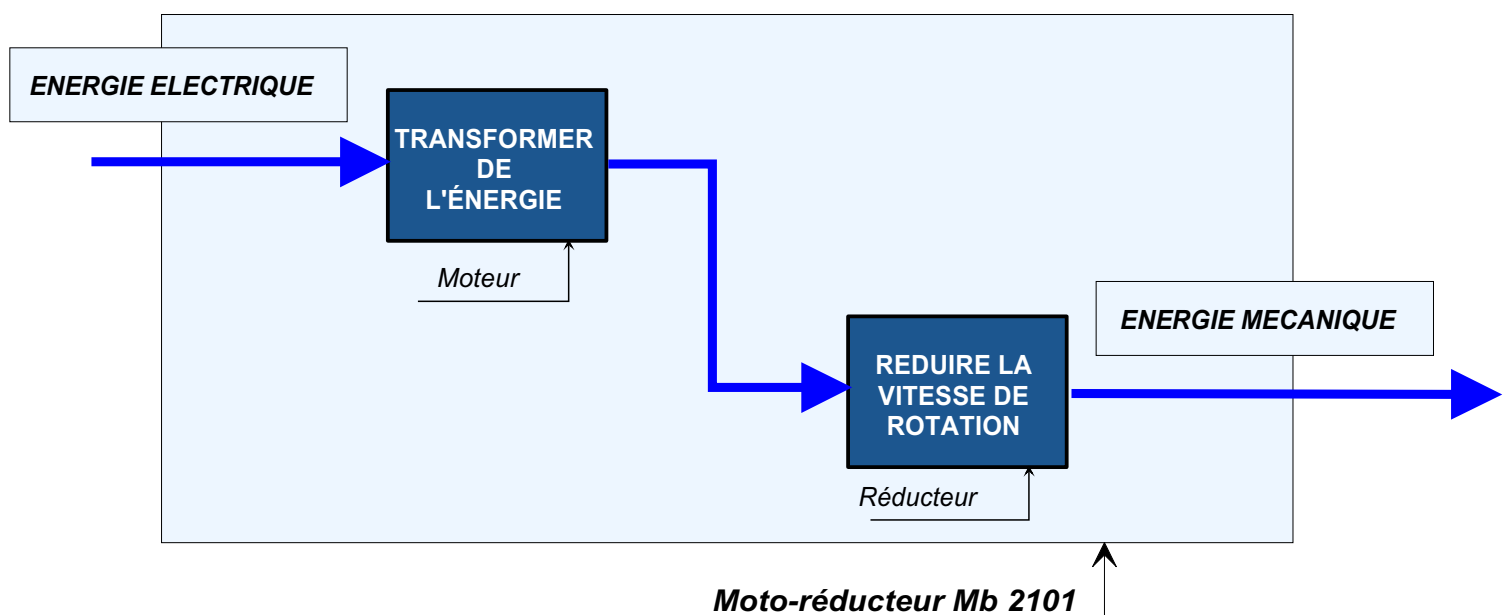 ENERGIE ELECTRIQUE
TRANSFORMER
DE
L'ÉNERGIE
Moteur
ENERGIE MECANIQUE
REDUIRE LA
VITESSE DE
ROTATION
Réducteur
Moto-réducteur Mb 2101